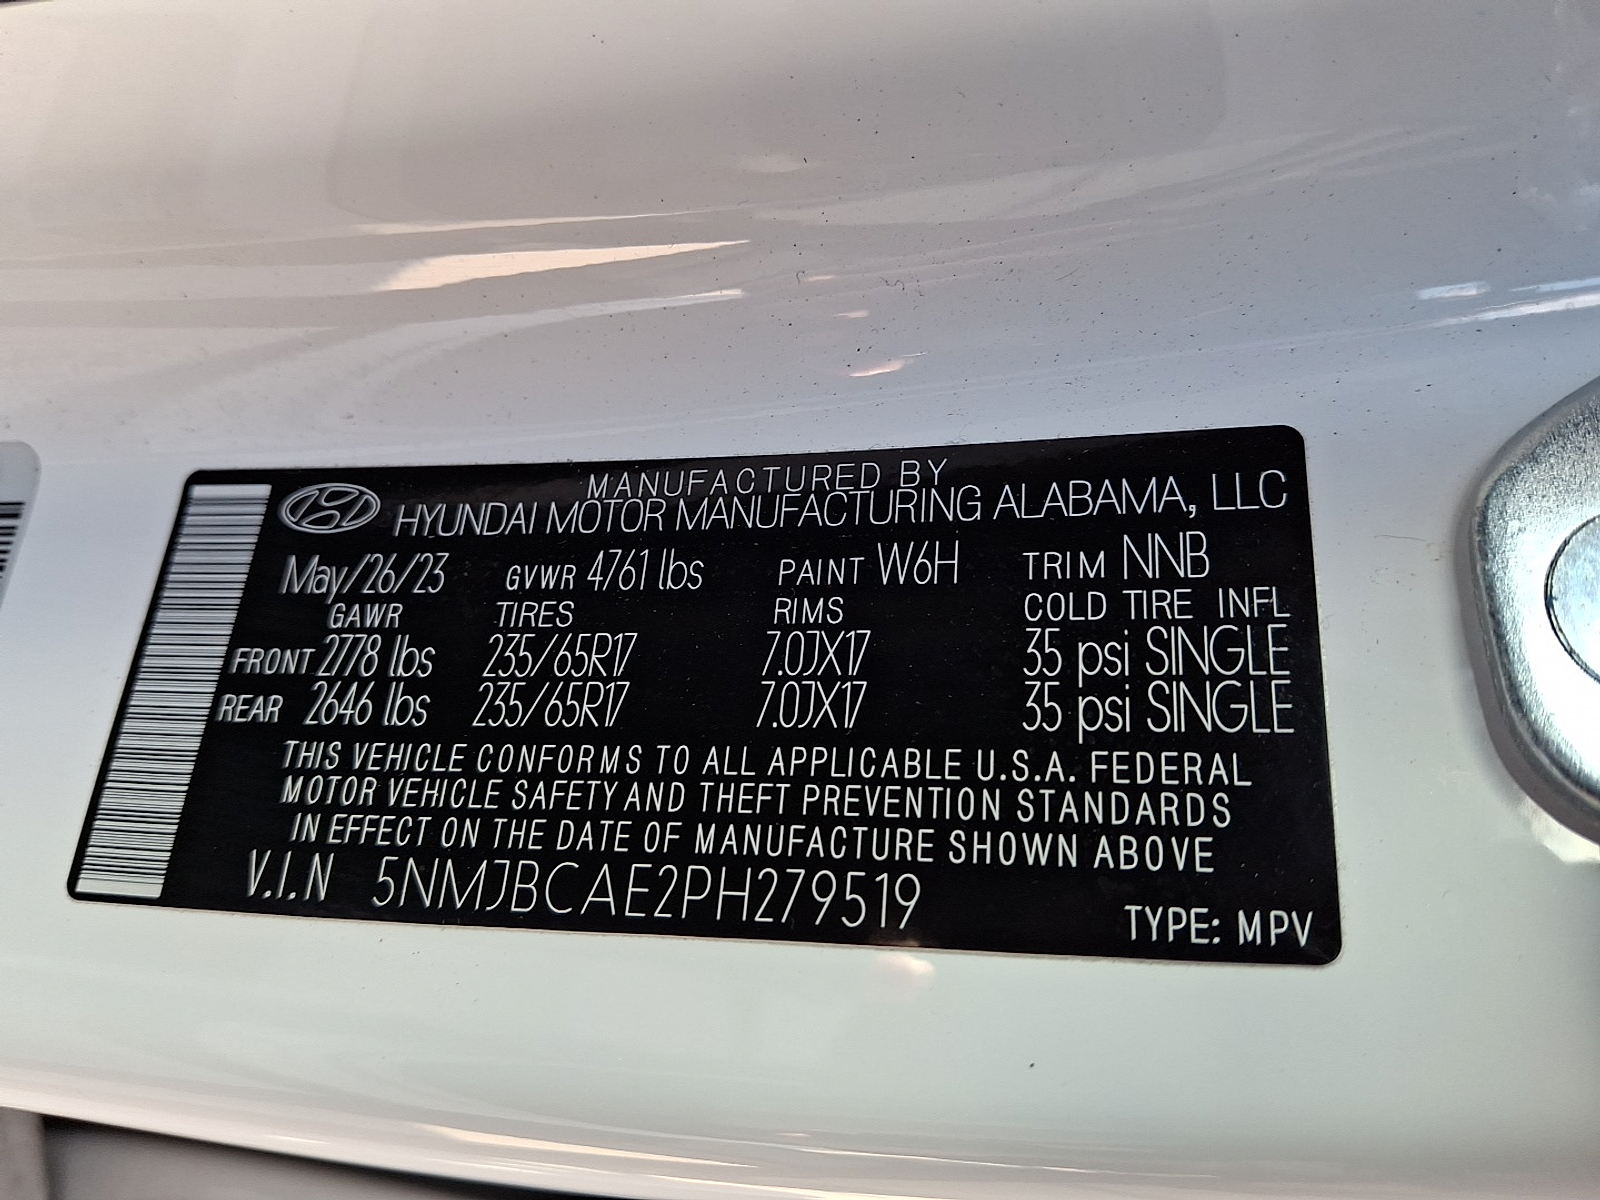 MANUFACTURED BY
HYUNDAI MOTOR MANUFACTURING ALABAMA, LLC
May/26/23 GVWR 4761 lbs PAINT W6H TRIM NNB
GAWR TIRES RIMS COLD TIRE INFL
FRONT 2778 lbs 235/65R17 7.0JX17 35 psi SINGLE
REAR 2646 lbs 235/65R17 7.0JX17 35 psi SINGLE
THIS VEHICLE CONFORMS TO ALL APPLICABLE U.S.A. FEDERAL
MOTOR VEHICLE SAFETY AND THEFT PREVENTION STANDARDS
IN EFFECT ON THE DATE OF MANUFACTURE SHOWN ABOVE
V.I.N 5NMJBCAE2PH279519
TYPE: MPV